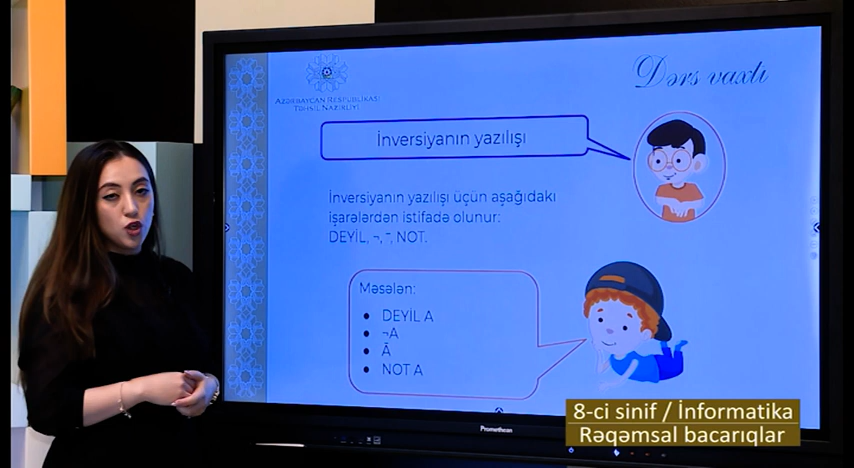 AZƏRBAYCAN RESPUBLİKASI
TƏHSİL NAZİRLİYİ
Dərs vaxtı
İnversiyanın yazılışı
İnversiyanın yazılışı üçün aşağıdakı
işarələrdən istifadə olunur:
DEYİL, ¬, ¯, NOT.
Məsələn:
• DEYİL A
• ¬A
• Ā
• NOT A
Promethean
8-ci sinif / İnformatika
Rəqəmsal bacarıqlar